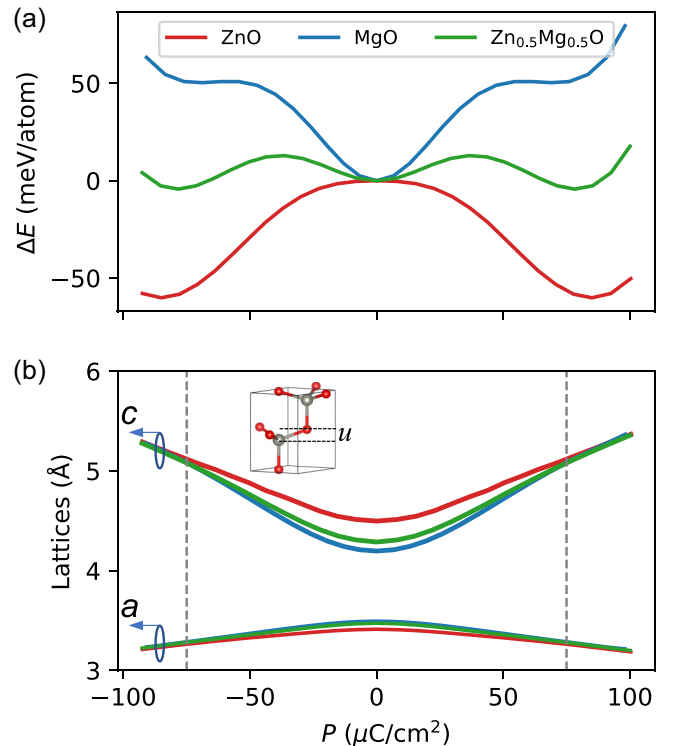 (a)
ZnO MgO Zn0.5Mg0.5O
ΔE (meV/atom)
50
0
−50
(b)
6
5
4
3
Lattices (Å)
c
a
u
−100 −50 0 50 100
P (μC/cm²)